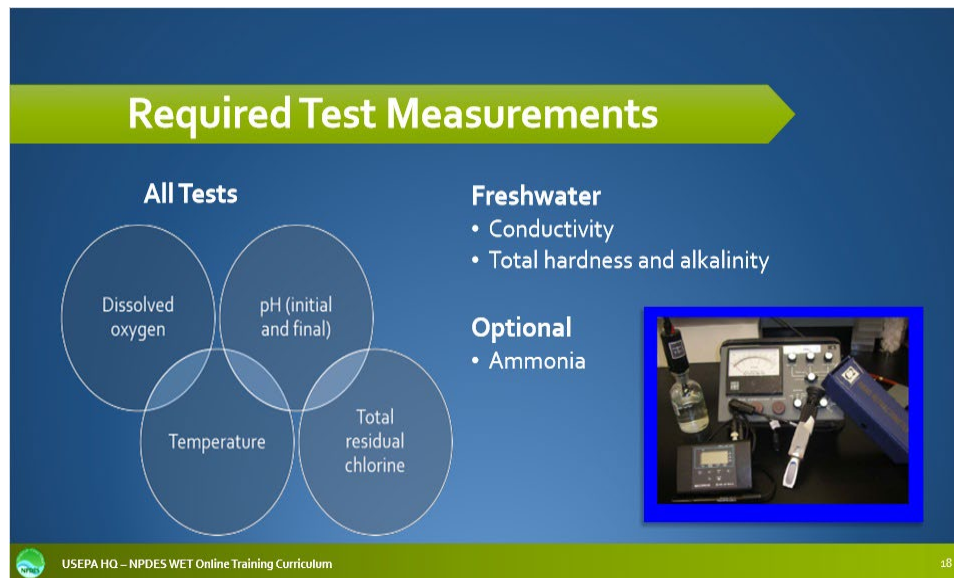 Required Test Measurements
All Tests
Dissolved
oxygen
pH (initial
and final)
Temperature
Total
residual
chlorine
Freshwater
• Conductivity
• Total hardness and alkalinity
Optional
• Ammonia
NPDES
USEPA HQ – NPDES WET Online Training Curriculum
18